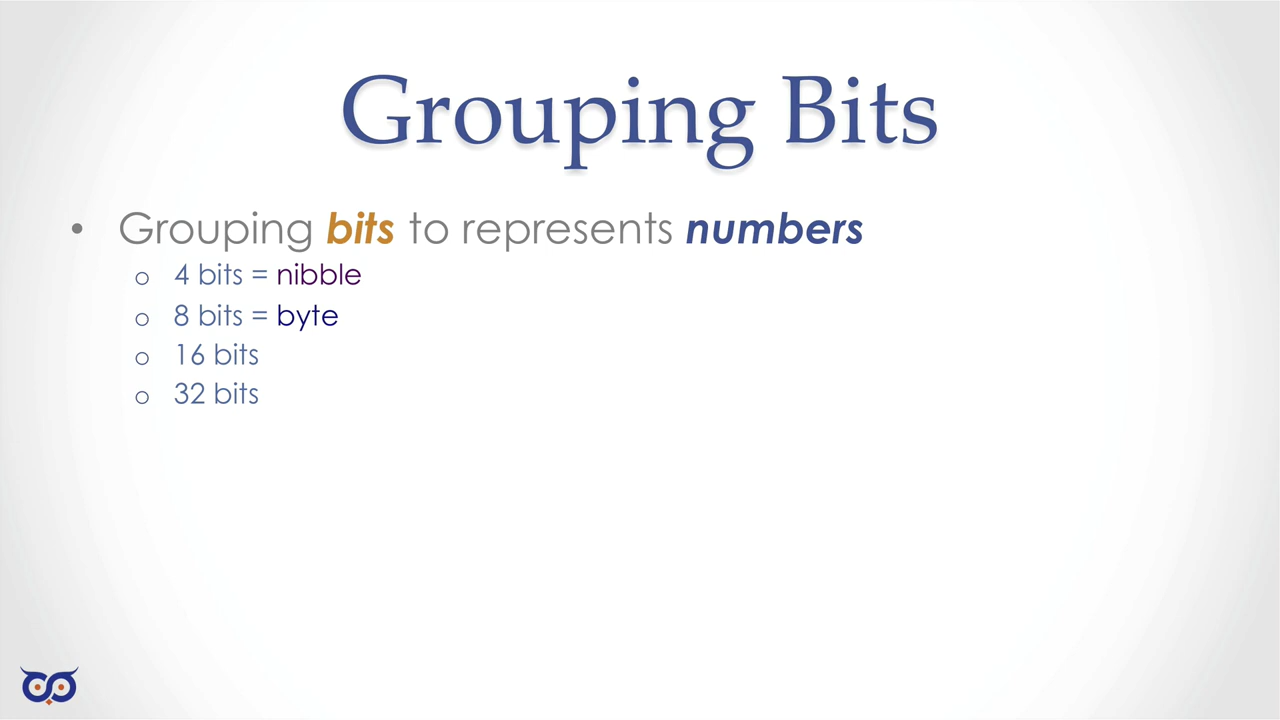 Grouping Bits
• Grouping bits to represents numbers
o 4 bits = nibble
o 8 bits = byte
o 16 bits
o 32 bits